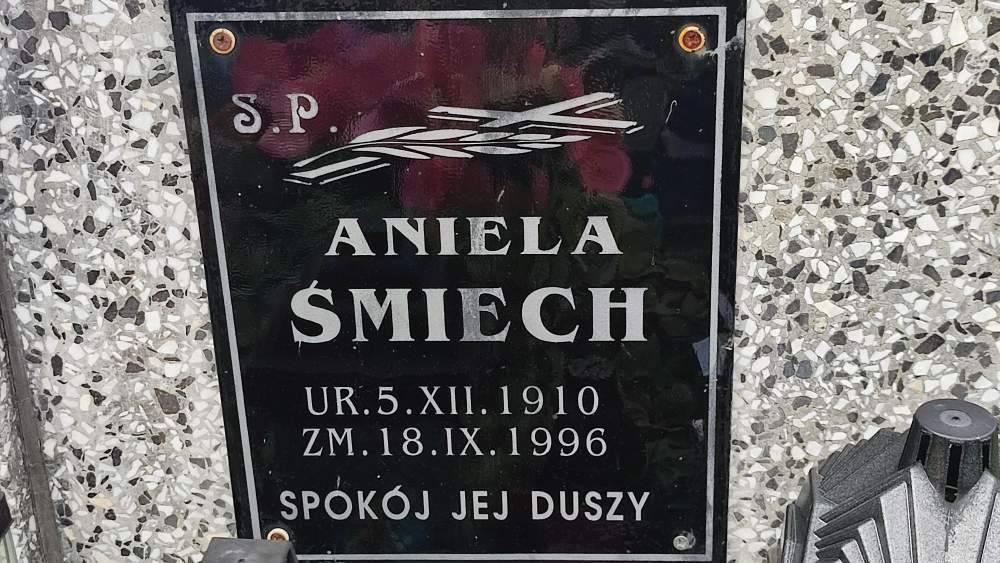 S.P.
ANIELA
ŚMIECH
UR. 5. XII. 1910
ZM. 18. IX. 1996
SPOKÓJ JEJ DUSZY